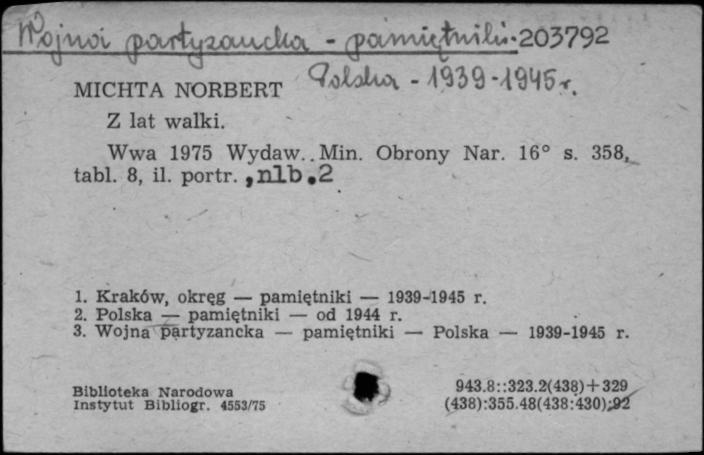 Wojna partyzancka - pamiętniki. 203792
Polska - 1939-1945 r.
MICHTA NORBERT
Z lat walki.
Wwa 1975 Wydaw. Min. Obrony Nar. 16° s. 358,
tabl. 8, il. portr. ,nlb.2
1. Kraków, okręg — pamiętniki — 1939-1945 r.
2. Polska — pamiętniki — od 1944 r.
3. Wojna partyzancka — pamiętniki — Polska — 1939-1945 r.
Biblioteka Narodowa
Instytut Bibliogr. 4553/75
943.8::323.2(438)+329
(438):355.48(438:430);92